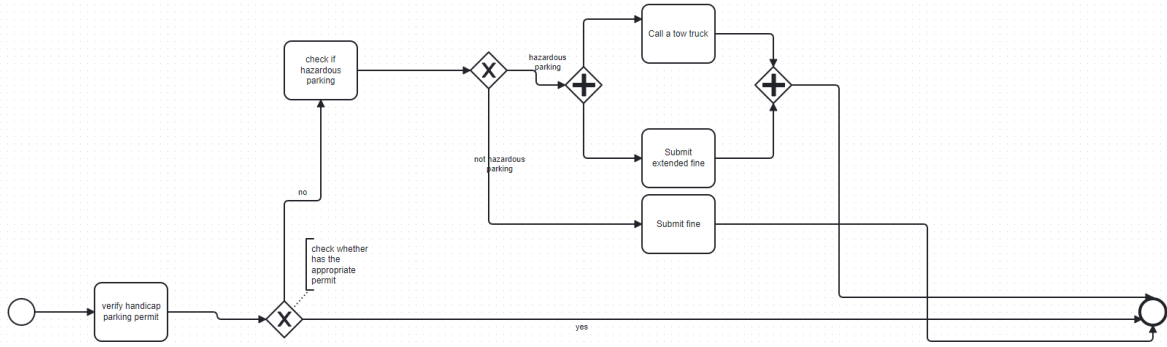 Call a tow truck
check if
hazardous
parking
hazardous
parking
Submit
extended fine
not hazardous
parking
no
Submit fine
check whether
has the
appropriate
permit
verify handicap
parking permit
yes